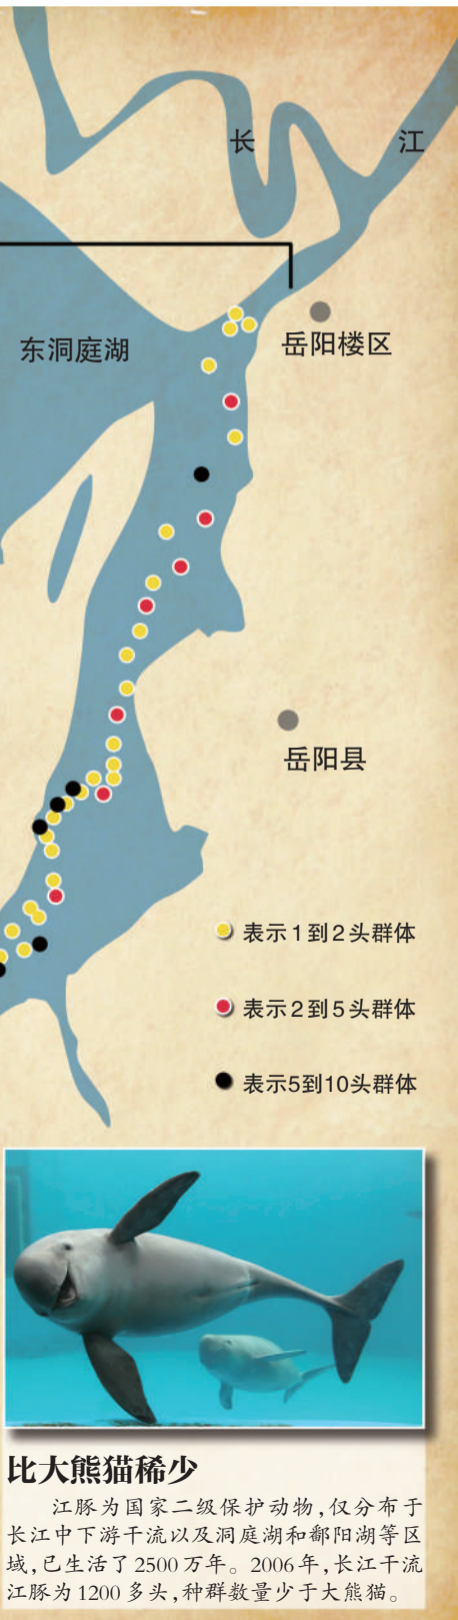 长 江
东洞庭湖
岳阳楼区
岳阳县
表示1到2头群体
表示2到5头群体
表示5到10头群体
比大熊猫稀少
江豚为国家二级保护动物,仅分布于
长江中下游干流以及洞庭湖和鄱阳湖等区
域,已生活了2500万年。2006年,长江干流
江豚为1200多头,种群数量少于大熊猫。